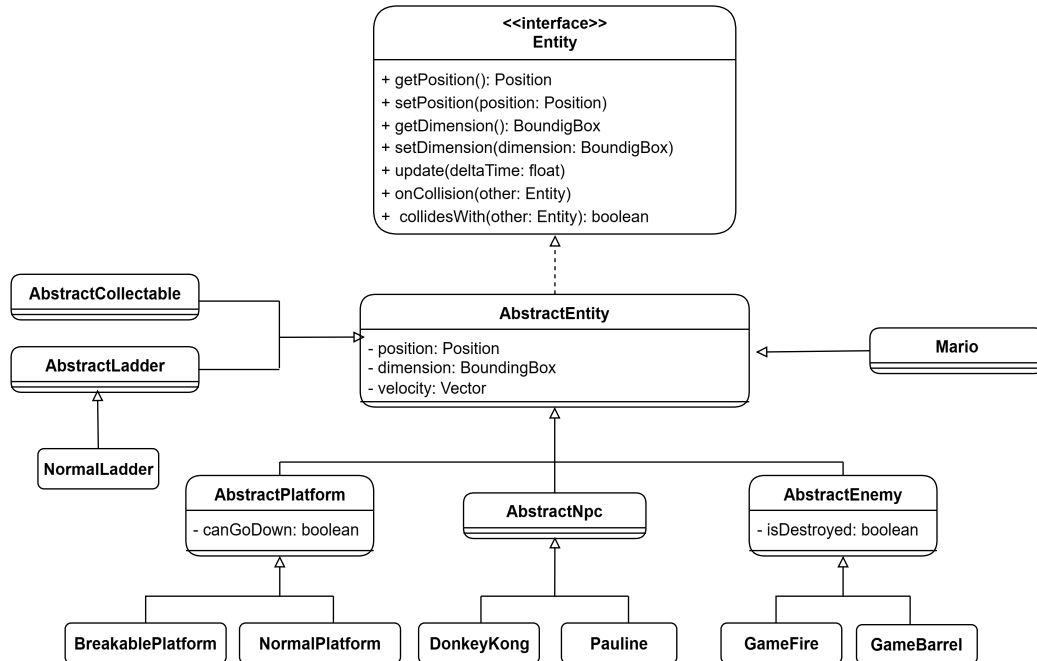 <<interface>>
Entity
+ getPosition(): Position
+ setPosition(position: Position)
+ getDimension(): BoundigBox
+ setDimension(dimension: BoundigBox)
+ update(deltaTime: float)
+ onCollision(other: Entity)
+ collidesWith(other: Entity): boolean
AbstractCollectable
AbstractEntity
- position: Position
- dimension: BoundingBox
- velocity: Vector
Mario
AbstractLadder
NormalLadder
AbstractPlatform
- canGoDown: boolean
AbstractNpc
AbstractEnemy
- isDestroyed: boolean
BreakablePlatform
NormalPlatform
DonkeyKong
Pauline
GameFire
GameBarrel